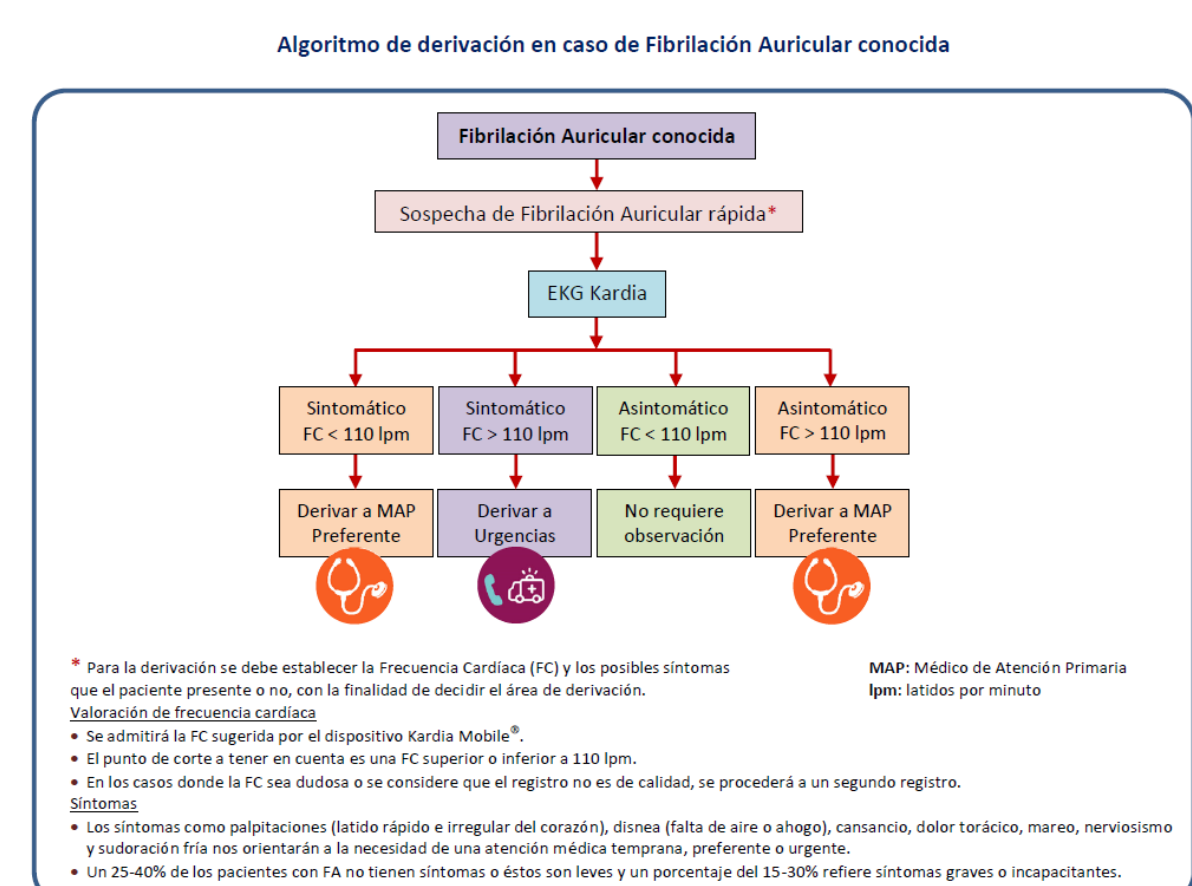 Algoritmo de derivación en caso de Fibrilación Auricular conocida
Fibrilación Auricular conocida
Sospecha de Fibrilación Auricular rápida*
EKG Kardia
Sintomático
FC < 110 lpm
Sintomático
FC > 110 lpm
Asintomático
FC < 110 lpm
Asintomático
FC > 110 lpm
Derivar a MAP
Preferente
Derivar a
Urgencias
No requiere
observación
Derivar a MAP
Preferente
* Para la derivación se debe establecer la Frecuencia Cardíaca (FC) y los posibles síntomas
que el paciente presente o no, con la finalidad de decidir el área de derivación.
MAP: Médico de Atención Primaria
lpm: latidos por minuto
Valoración de frecuencia cardíaca
• Se admitirá la FC sugerida por el dispositivo Kardia Mobile®.
• El punto de corte a tener en cuenta es una FC superior o inferior a 110 lpm.
• En los casos donde la FC sea dudosa o se considere que el registro no es de calidad, se procederá a un segundo registro.
Síntomas
• Los síntomas como palpitaciones (latido rápido e irregular del corazón), disnea (falta de aire o ahogo), cansancio, dolor torácico, mareo, nerviosismo
y sudoración fría nos orientarán a la necesidad de una atención médica temprana, preferente o urgente.
• Un 25-40% de los pacientes con FA no tienen síntomas o éstos son leves y un porcentaje del 15-30% refiere síntomas graves o incapacitantes.